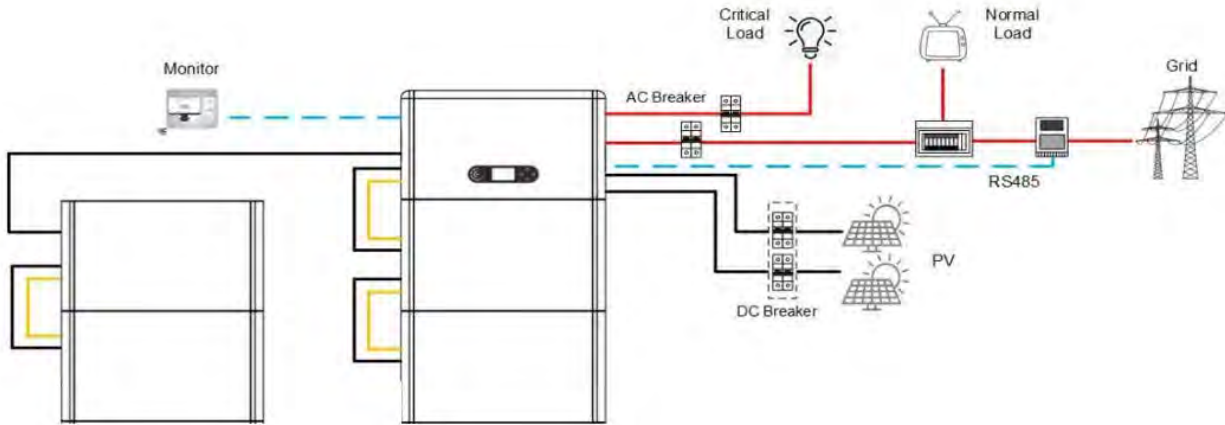 Critical
Load
Normal
Load
Monitor
Grid
AC Breaker
RS485
PV
DC Breaker